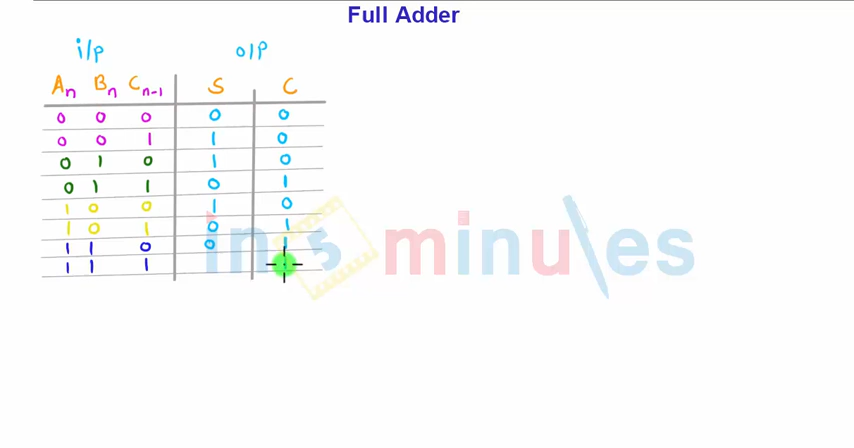 Full Adder
i/p o/p
An Bn Cn-1 S C
0 0 0 0 0
0 0 1 1 0
0 1 0 1 0
0 1 1 0 1
1 0 0 1 0
1 0 1 0 1
1 1 0 0 1
1 1 1
in 5 minutes